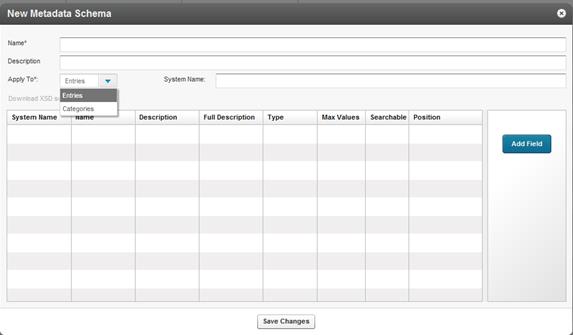 New Metadata Schema
Name*
Description
Apply To*: Entries System Name:
Entries
Download XSD
Categories
System Name Name Description Full Description Type Max Values Searchable Position
Add Field
Save Changes